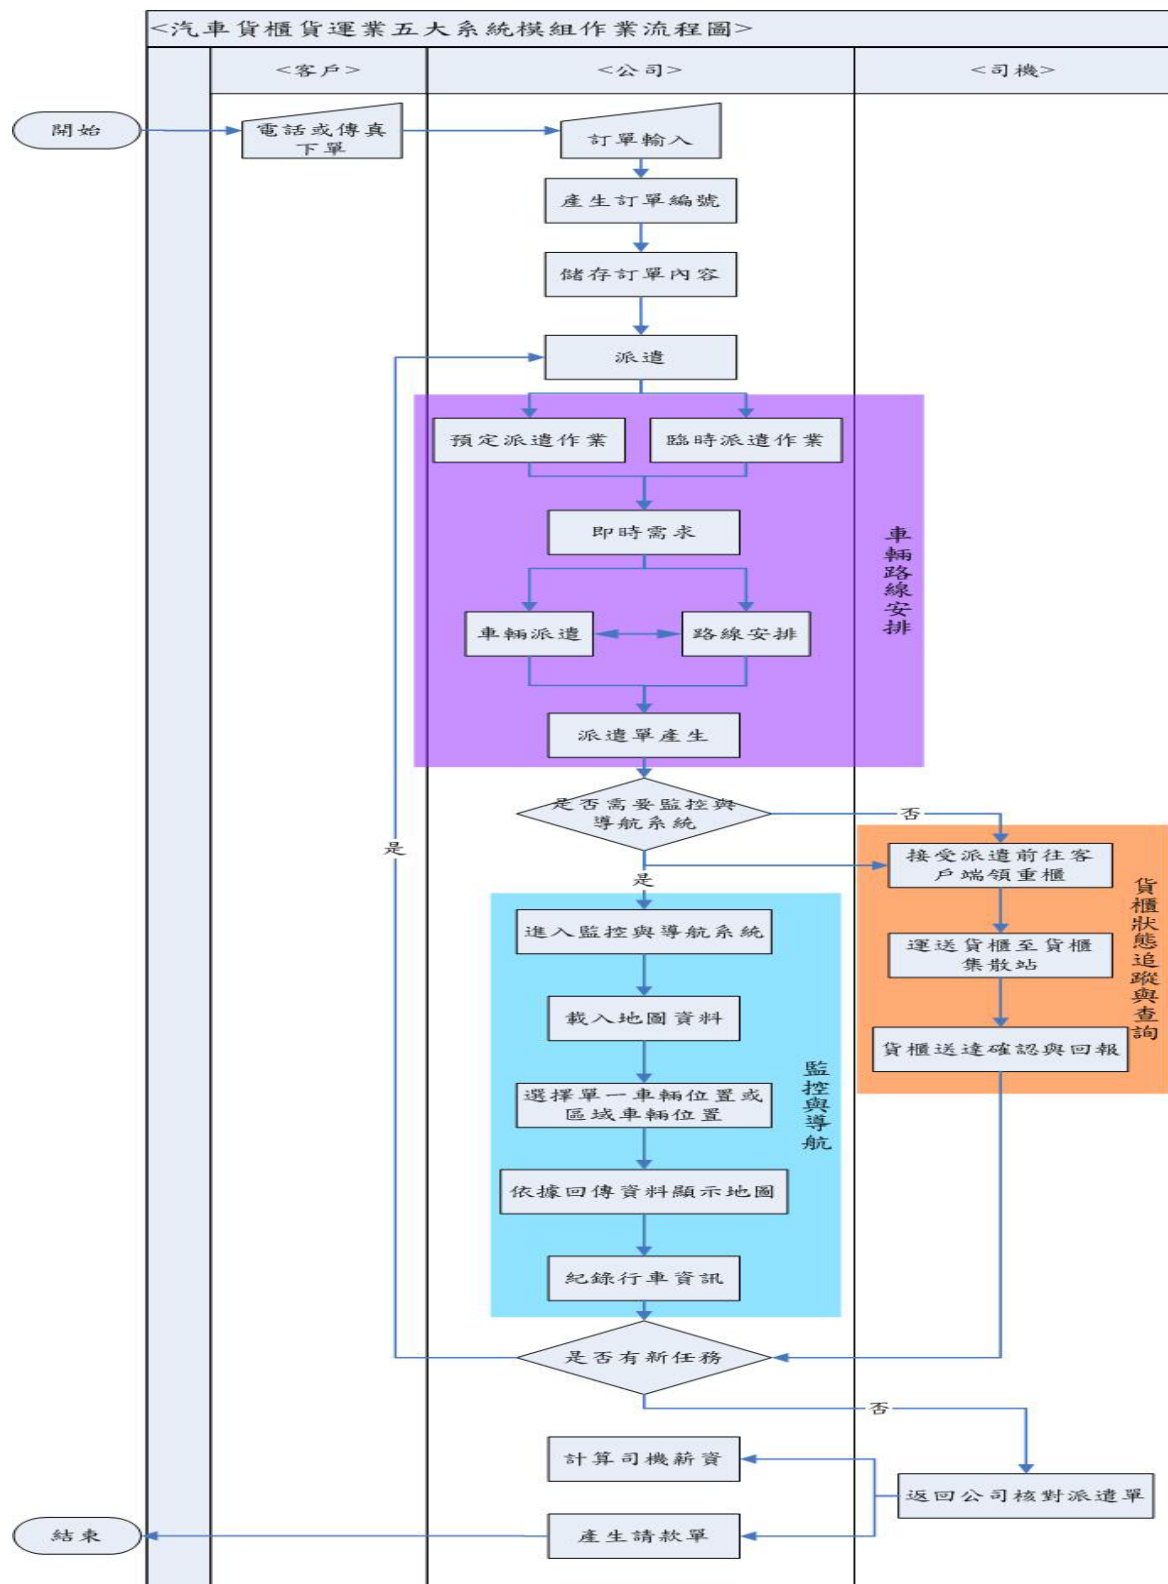 <汽車貨櫃貨運業五大系統模組作業流程圖>
<客戶>
<公司>
<司機>
開始
電話或傳真
下單
訂單輸入
產生訂單編號
儲存訂單內容
派遣
預定派遣作業
臨時派遣作業
即時需求
車輛派遣
路線安排
車輛路線安排
派遣單產生
是否需要監控與
導航系統
否
是
是
接受派遣前往客
戶端領重櫃
進入監控與導航系統
運送貨櫃至貨櫃
集散站
貨櫃狀態追蹤與查詢
載入地圖資料
貨櫃送達確認與回報
選擇單一車輛位置或
區域車輛位置
監控與導航
依據回傳資料顯示地圖
紀錄行車資訊
是否有新任務
否
計算司機薪資
返回公司核對派遣單
產生請款單
結束